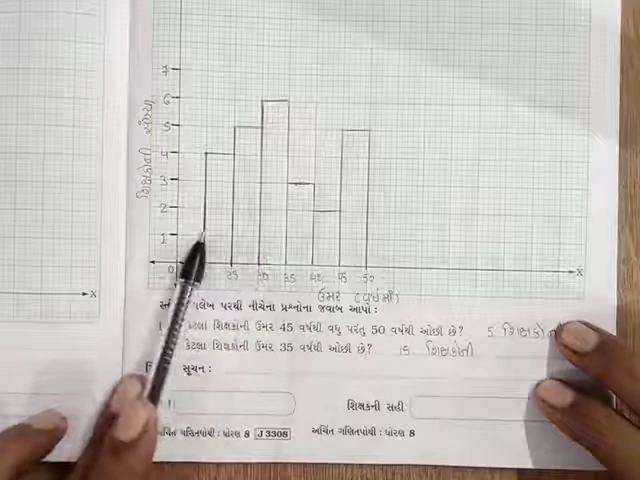 7
6
5
4
3
2
1
0
શિક્ષકોની સંખ્યા
25 30 35 40 45 50
X
X
ઉંમર (વર્ષમાં)
પરથી નીચેના પ્રશ્નોના જવાબ આપો :
શિક્ષકોની ઉંમર 45 વર્ષથી વધુ પરંતુ 50 વર્ષથી ઓછી છે? 5 શિક્ષકોની
કેટલા શિક્ષકોની ઉંમર 35 વર્ષથી ઓછી છે? 15 શિક્ષકોની
સૂચન :
શિક્ષકની સહી
ગણિતપોથી : ધોરણ 8 J 3308 અર્ચિત ગણિતપોથી : ધોરણ 8